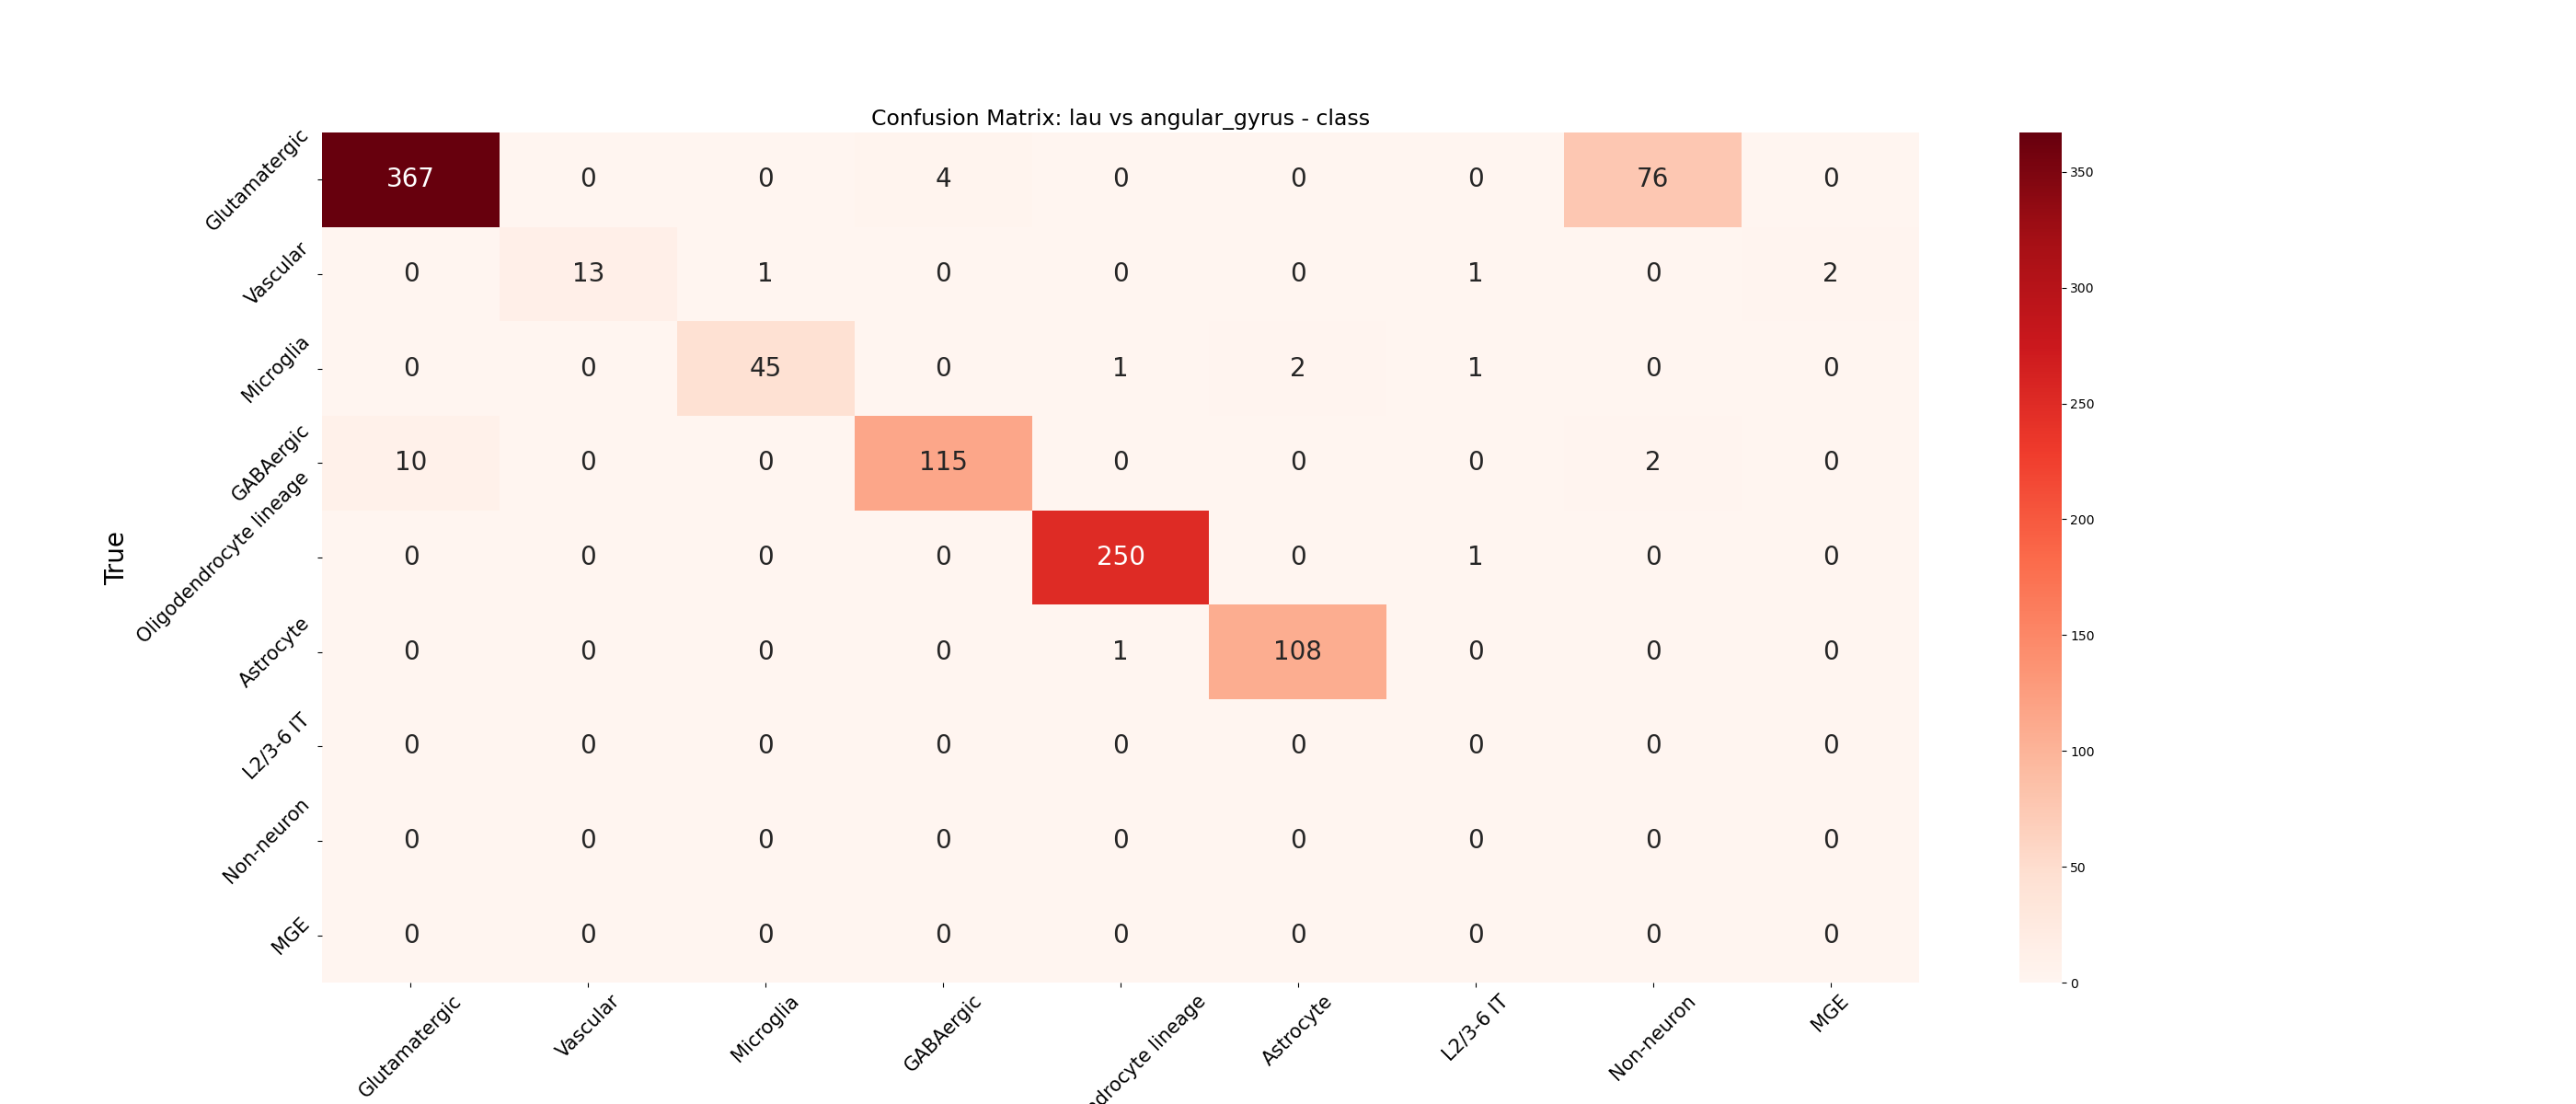 Confusion Matrix: lau vs angular_gyrus - class
Glutamatergic 367 0 0 4 0 0 0 76 0
Vascular 0 13 1 0 0 0 1 0 2
Microglia 0 0 45 0 1 2 1 0 0
GABAergic 10 0 0 115 0 0 0 2 0
Oligodendrocyte lineage 0 0 0 0 250 0 1 0 0
Astrocyte 0 0 0 0 1 108 0 0 0
L2/3-6 IT 0 0 0 0 0 0 0 0 0
Non-neuron 0 0 0 0 0 0 0 0 0
MGE 0 0 0 0 0 0 0 0 0
True
Glutamatergic Vascular Microglia GABAergic ndrocyte lineage Astrocyte L2/3-6 IT Non-neuron MGE
350
300
250
200
150
100
50
0